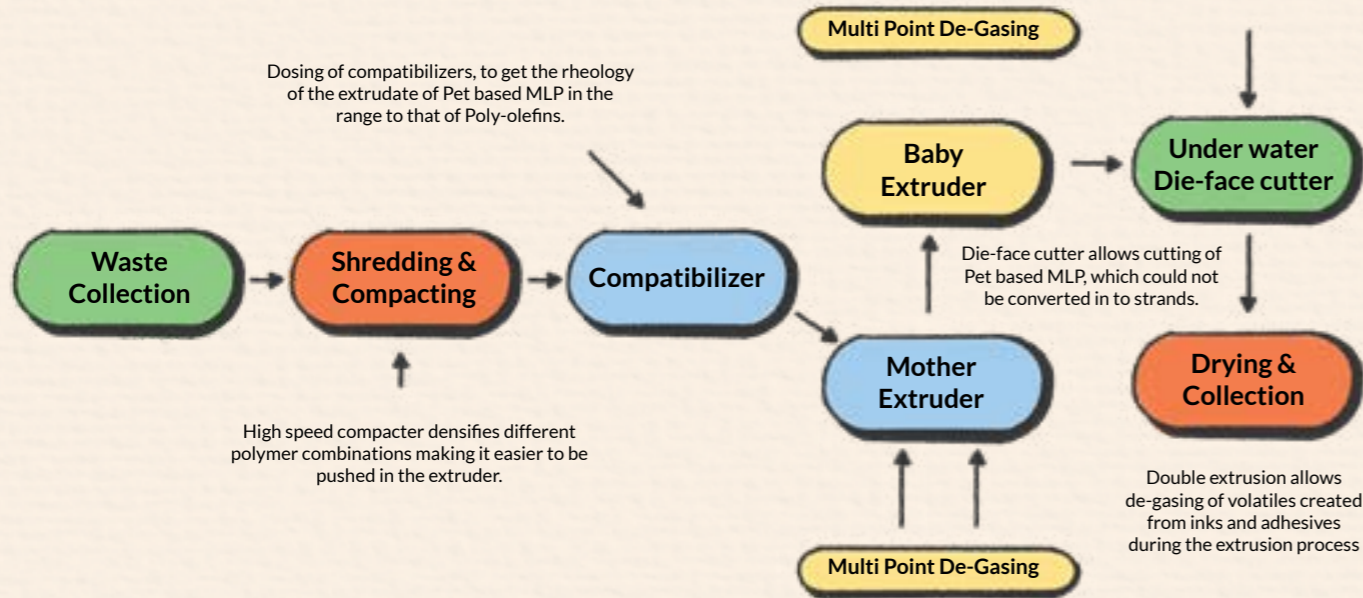 Multi Point De-Gasing
Dosing of compatibilizers, to get the rheology
of the extrudate of Pet based MLP in the
range to that of Poly-olefins.
Baby
Extruder
Under water
Die-face cutter
Waste
Collection
Shredding &
Compacting
Compatibilizer
Die-face cutter allows cutting of
Pet based MLP, which could not
be converted in to strands.
Mother
Extruder
Drying &
Collection
High speed compacter densifies different
polymer combinations making it easier to be
pushed in the extruder.
Double extrusion allows
de-gasing of volatiles created
from inks and adhesives
during the extrusion process
Multi Point De-Gasing